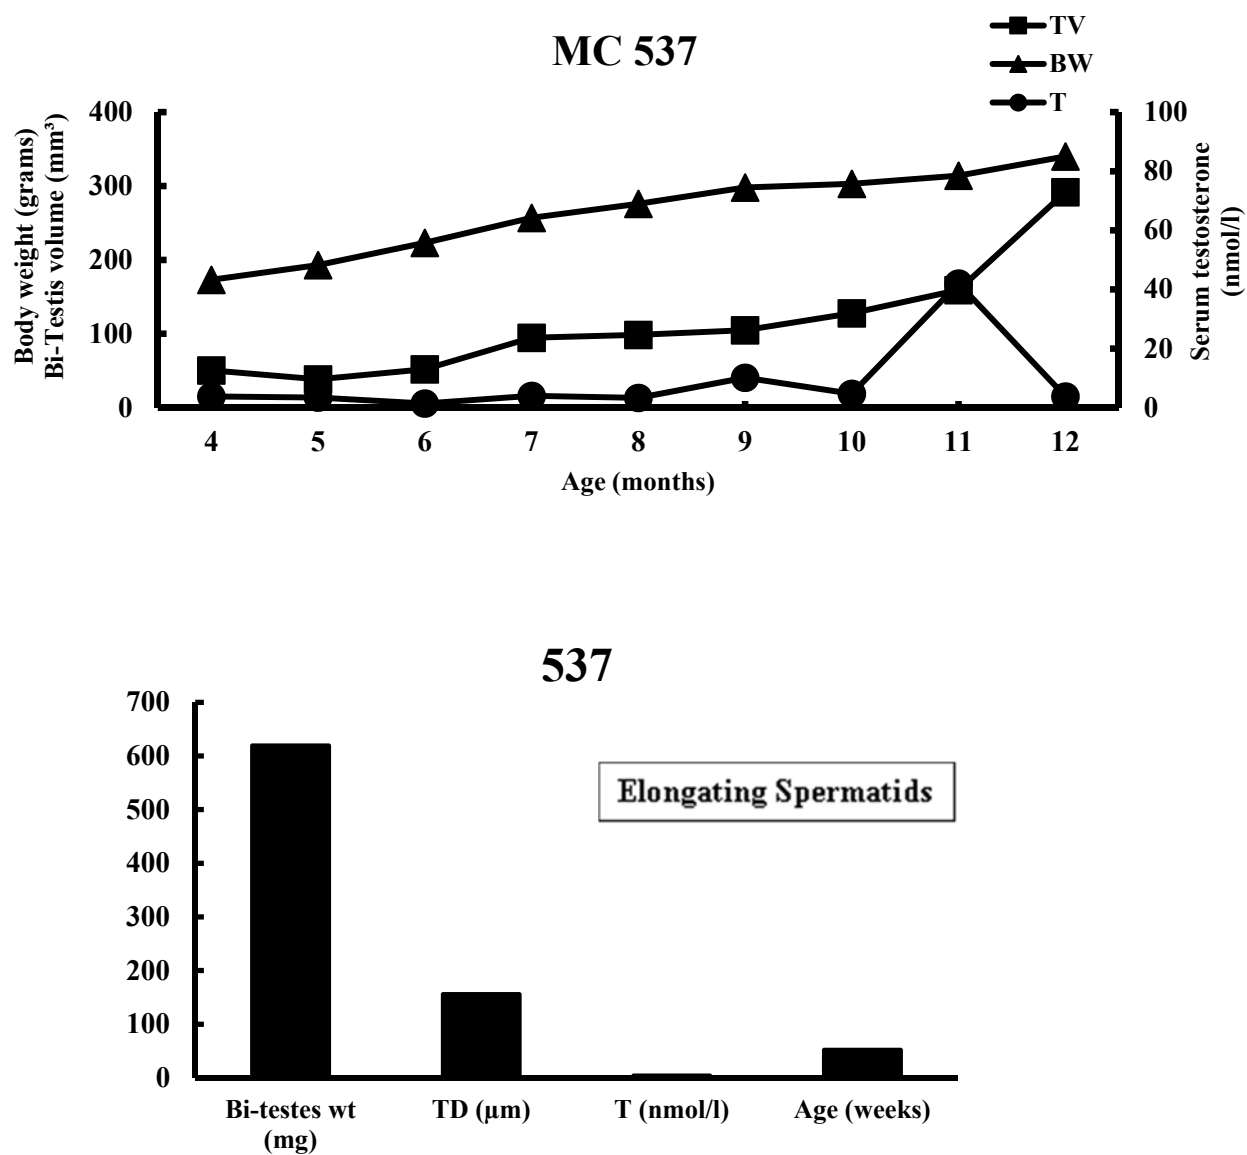 MC 537
TV
BW
T
Body weight (grams)
Bi-Testis volume (mm³)
400
300
200
100
0
100
80
60
40
20
0
Serum testosterone
(nmol/l)
4 5 6 7 8 9 10 11 12
Age (months)
537
700
600
500
400
300
200
100
0
Elongating Spermatids
Bi-testes wt
(mg)
TD (µm)
T (nmol/l)
Age (weeks)